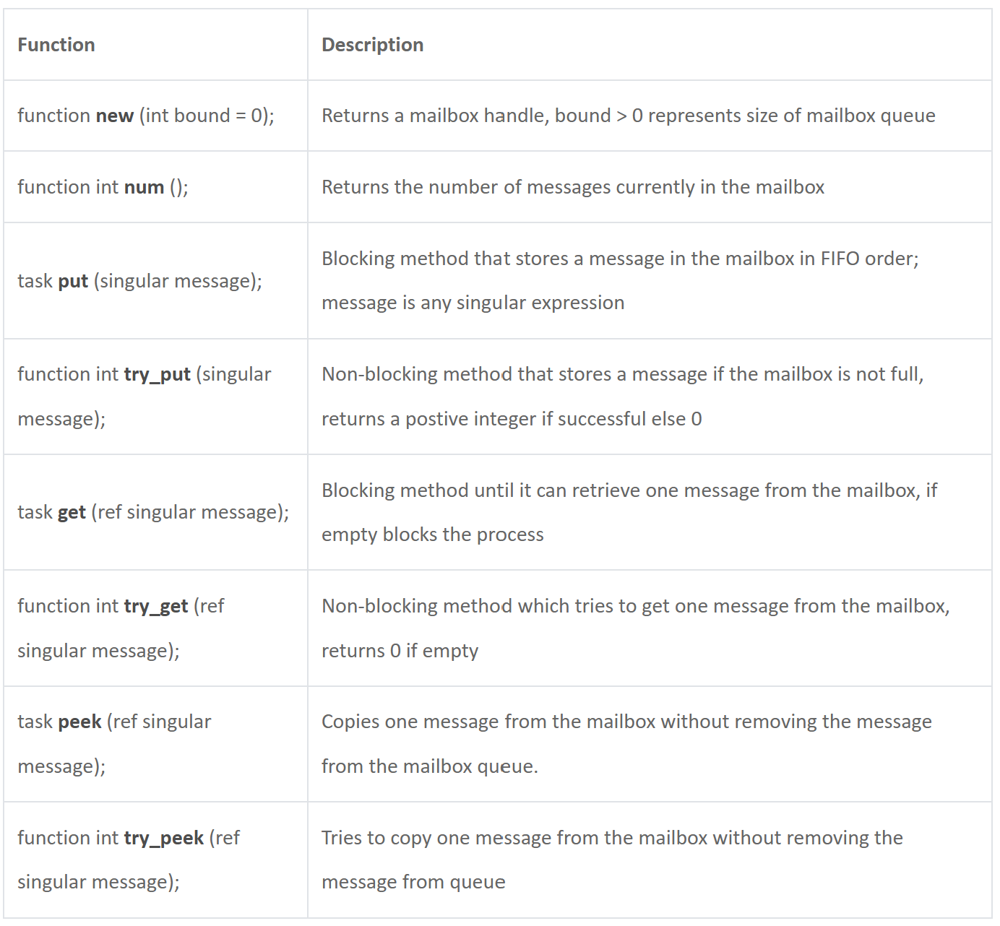 Function
Description
function new (int bound = 0);
Returns a mailbox handle, bound > 0 represents size of mailbox queue
function int num ();
Returns the number of messages currently in the mailbox
task put (singular message);
Blocking method that stores a message in the mailbox in FIFO order;
message is any singular expression
function int try_put (singular
message);
Non-blocking method that stores a message if the mailbox is not full,
returns a postive integer if successful else 0
task get (ref singular message);
Blocking method until it can retrieve one message from the mailbox, if
empty blocks the process
function int try_get (ref
singular message);
Non-blocking method which tries to get one message from the mailbox,
returns 0 if empty
task peek (ref singular
message);
Copies one message from the mailbox without removing the message
from the mailbox queue.
function int try_peek (ref
singular message);
Tries to copy one message from the mailbox without removing the
message from queue